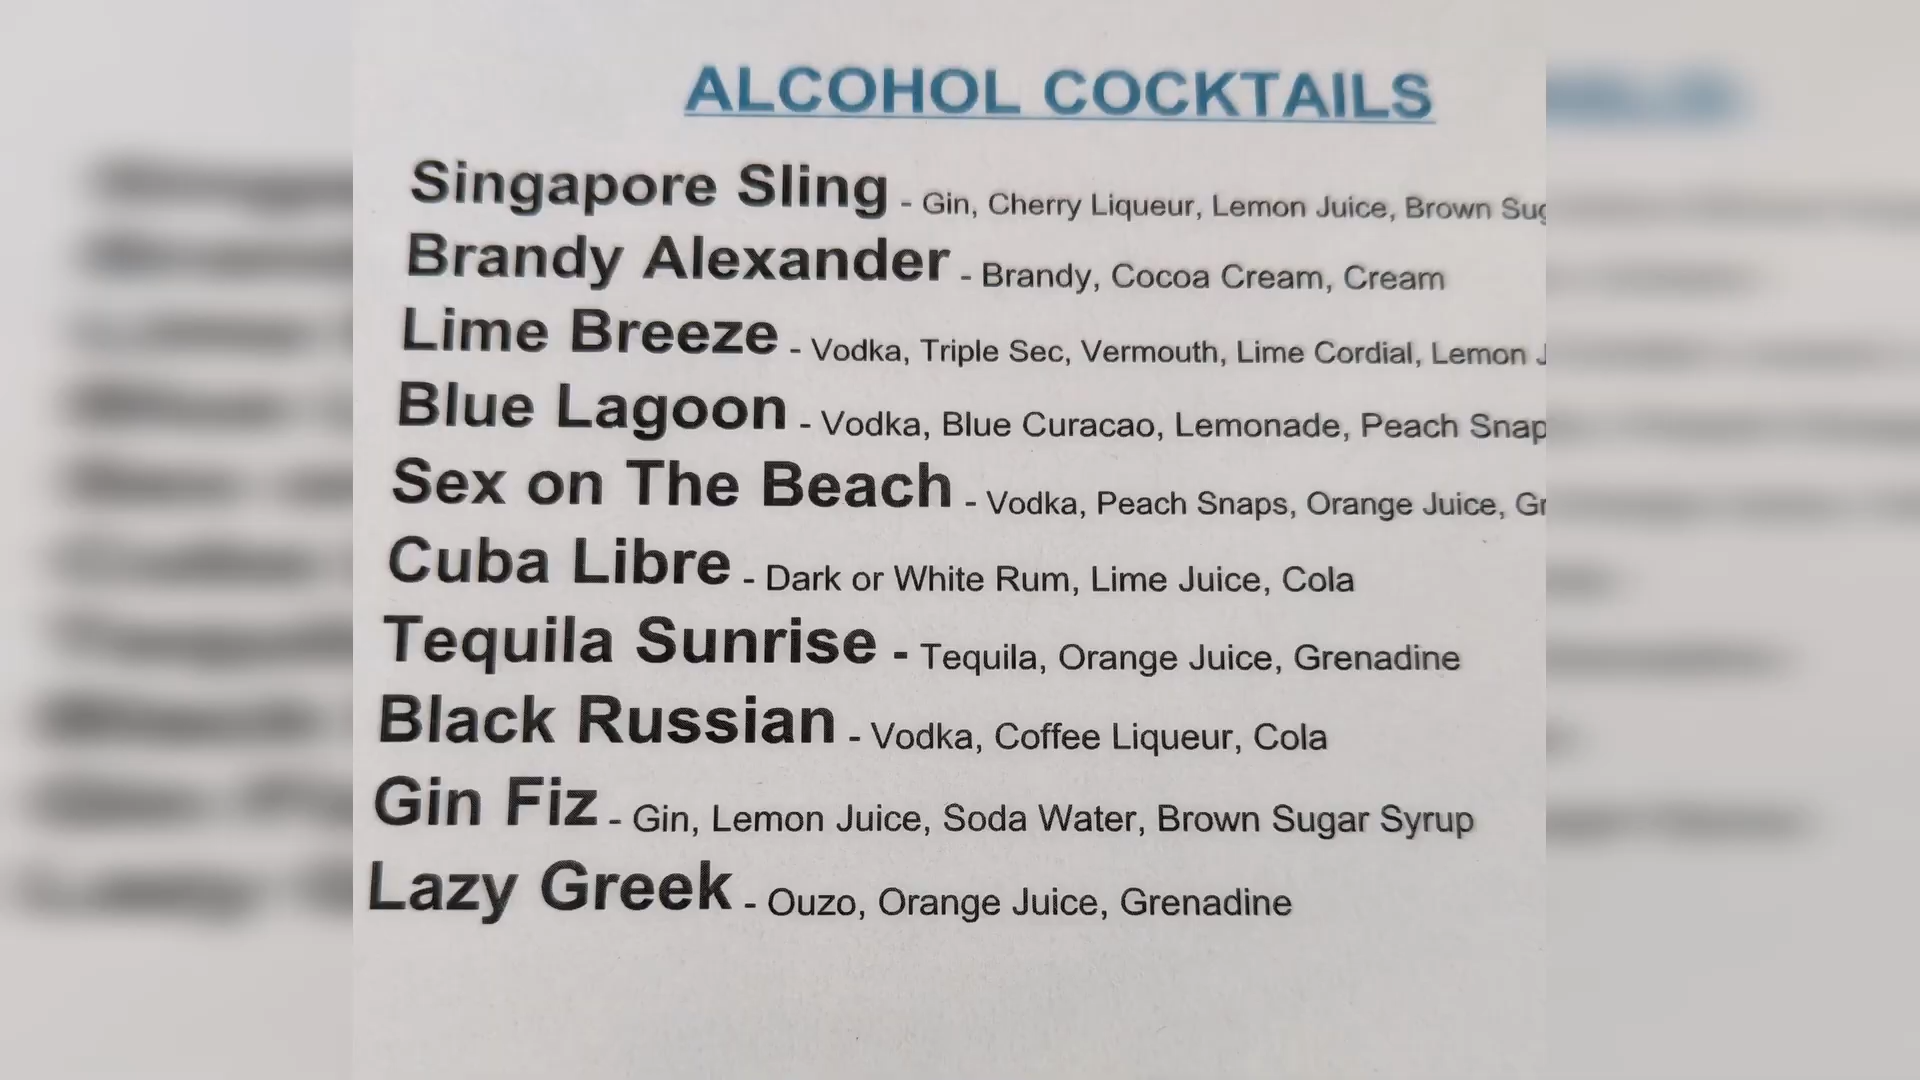 ALCOHOL COCKTAILS
Singapore Sling - Gin, Cherry Liqueur, Lemon Juice, Brown
Brandy Alexander - Brandy, Cocoa Cream, Cream
Lime Breeze - Vodka, Triple Sec, Vermouth, Lime Cordial, Lemon
Blue Lagoon - Vodka, Blue Curacao, Lemonade, Peach Snap
Sex on The Beach - Vodka, Peach Snaps, Orange Juice,
Cuba Libre - Dark or White Rum, Lime Juice, Cola
Tequila Sunrise - Tequila, Orange Juice, Grenadine
Black Russian - Vodka, Coffee Liqueur, Cola
Gin Fiz - Gin, Lemon Juice, Soda Water, Brown Sugar Syrup
Lazy Greek - Ouzo, Orange Juice, Grenadine